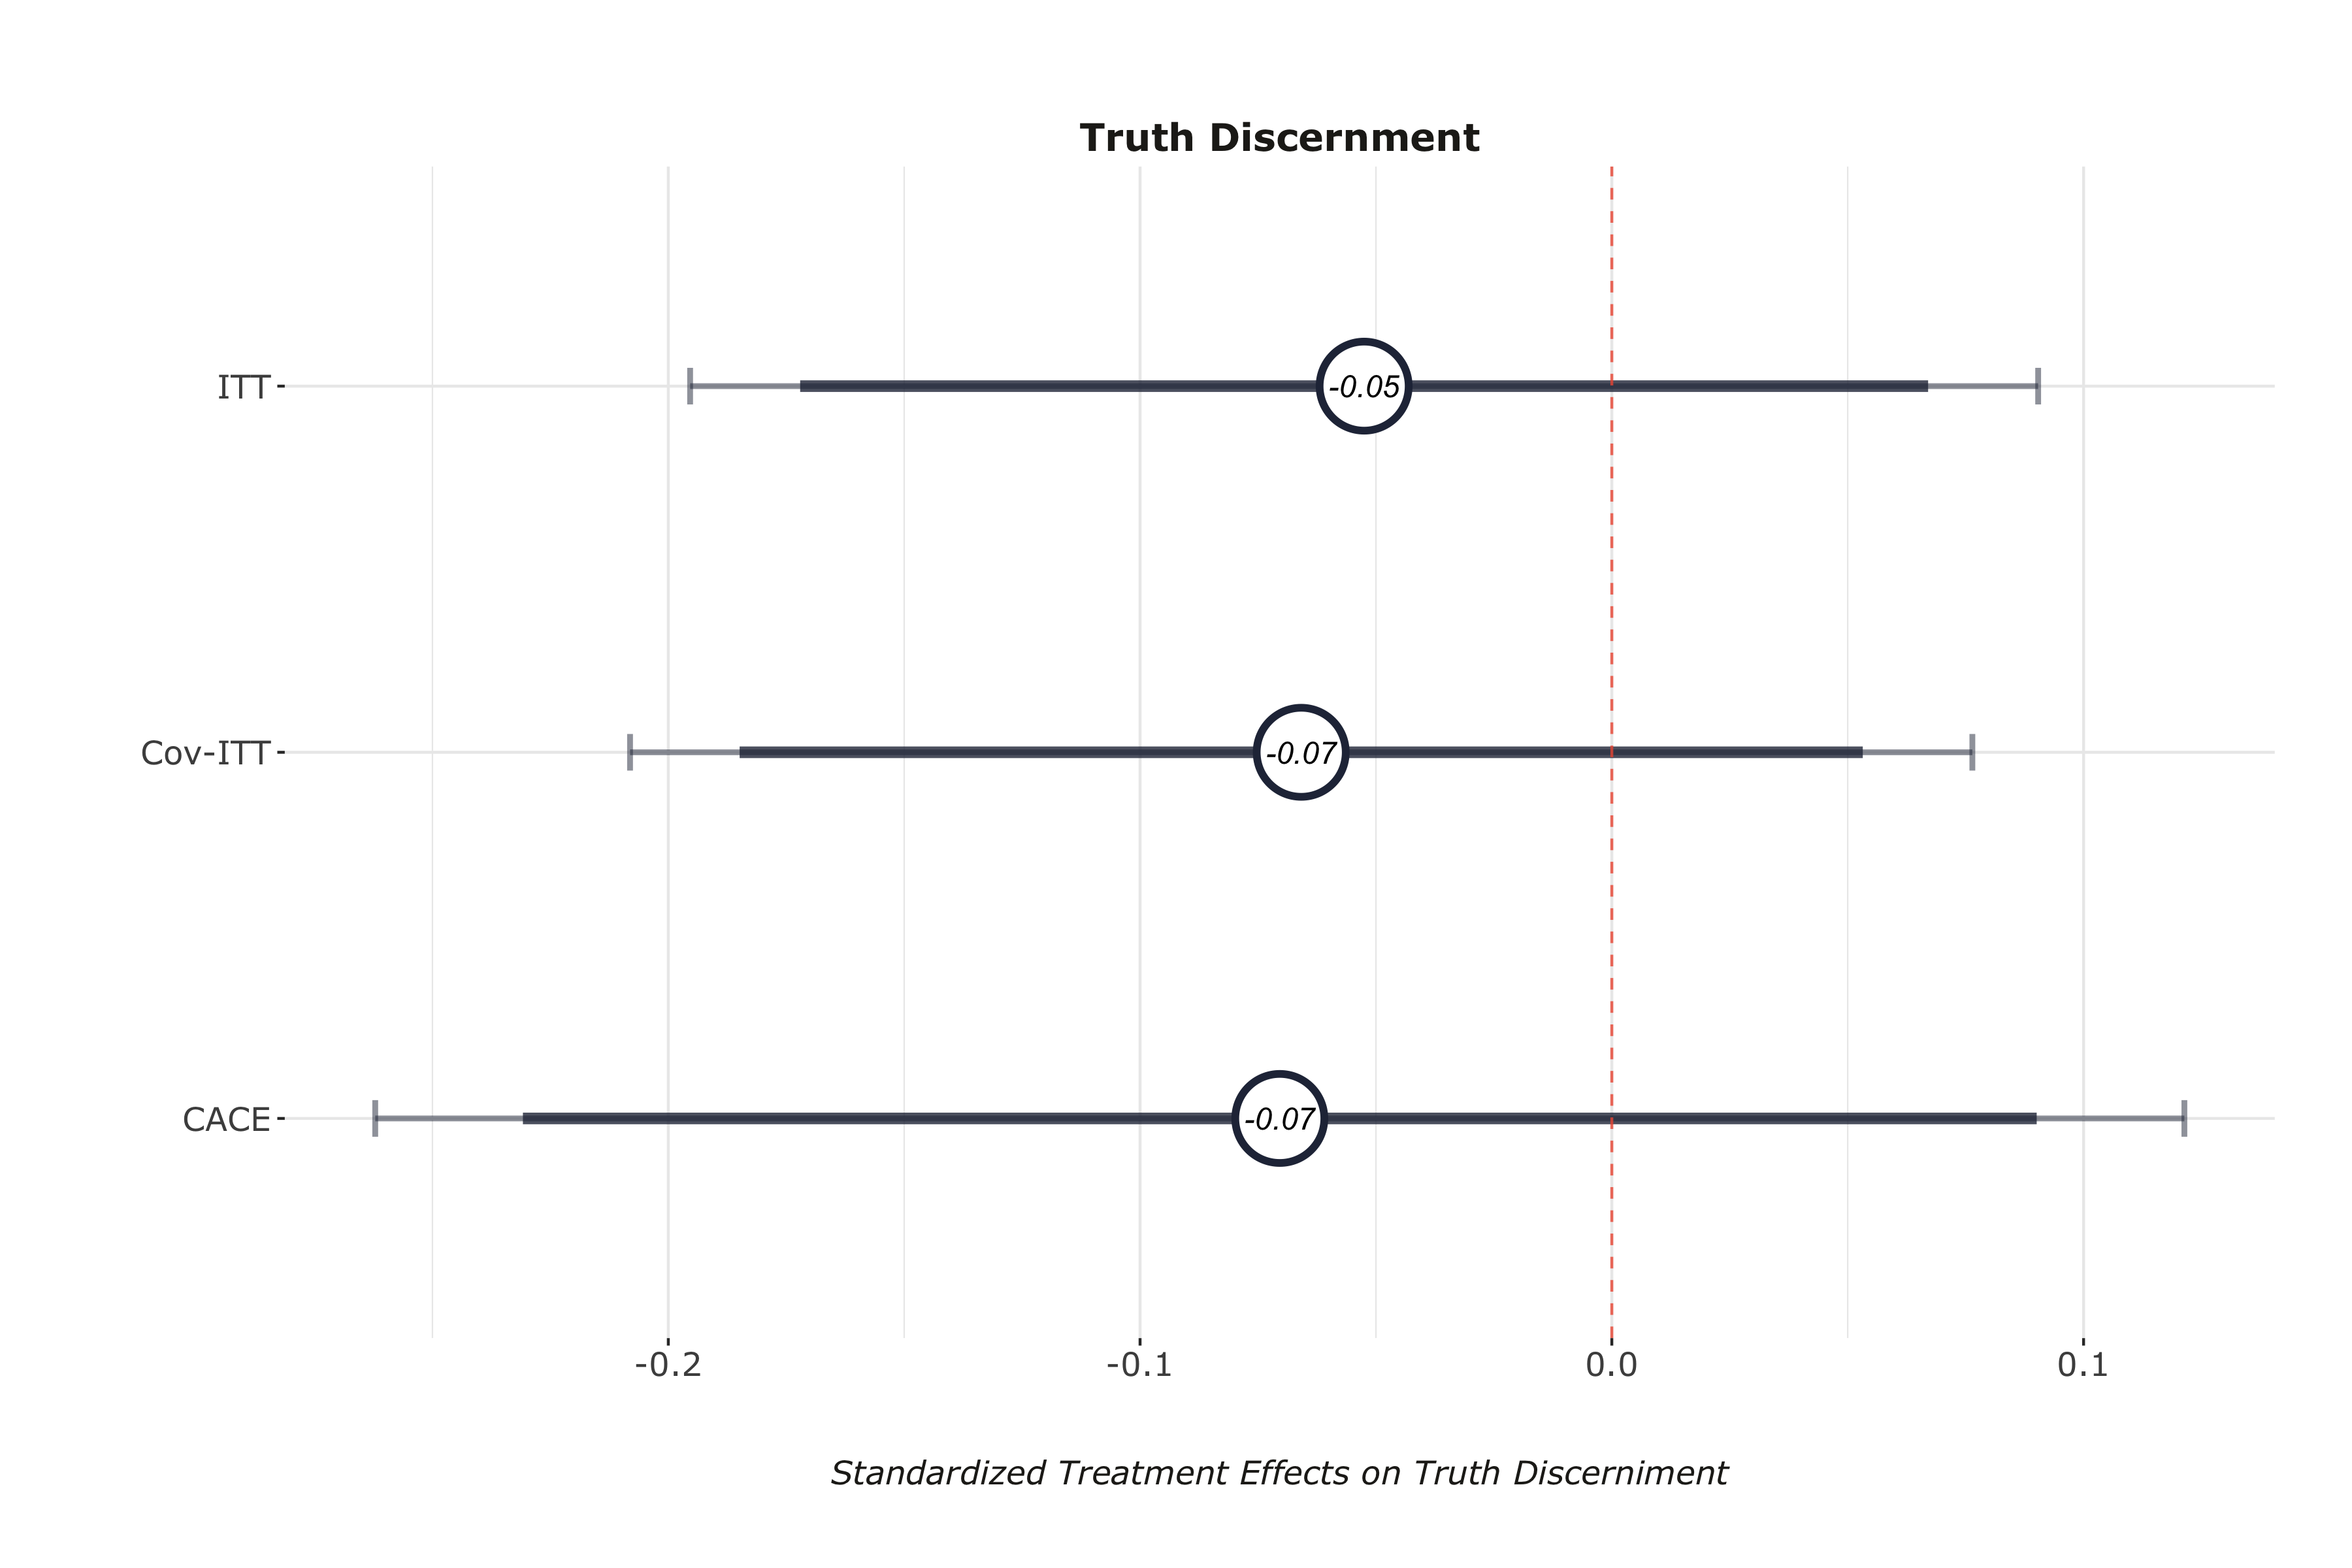 Truth Discernment
ITT
-0.05
Cov-ITT
-0.07
CACE
-0.07
-0.2 -0.1 0.0 0.1
Standardized Treatment Effects on Truth Discerniment